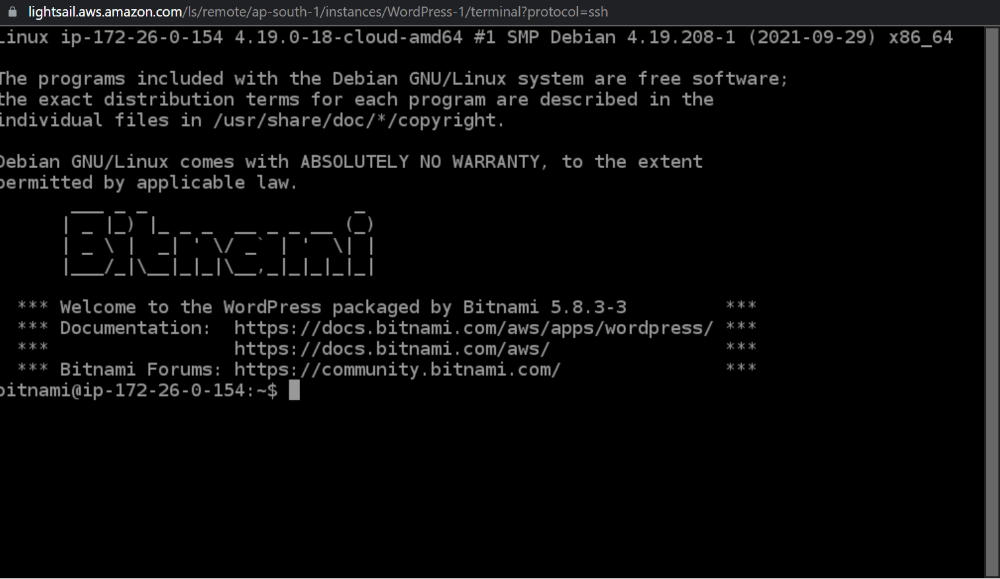 lightsail.aws.amazon.com/ls/remote/ap-south-1/instances/WordPress-1/terminal?protocol=ssh
Linux ip-172-26-0-154 4.19.0-18-cloud-amd64 #1 SMP Debian 4.19.208-1 (2021-09-29) x86_64
The programs included with the Debian GNU/Linux system are free software;
the exact distribution terms for each program are described in the
individual files in /usr/share/doc/*/copyright.
Debian GNU/Linux comes with ABSOLUTELY NO WARRANTY, to the extent
permitted by applicable law.
Bitnami
*** Welcome to the WordPress packaged by Bitnami 5.8.3-3 ***
*** Documentation: https://docs.bitnami.com/aws/apps/wordpress/ ***
*** https://docs.bitnami.com/aws/ ***
*** Bitnami Forums: https://community.bitnami.com/ ***
bitnami@ip-172-26-0-154:~$